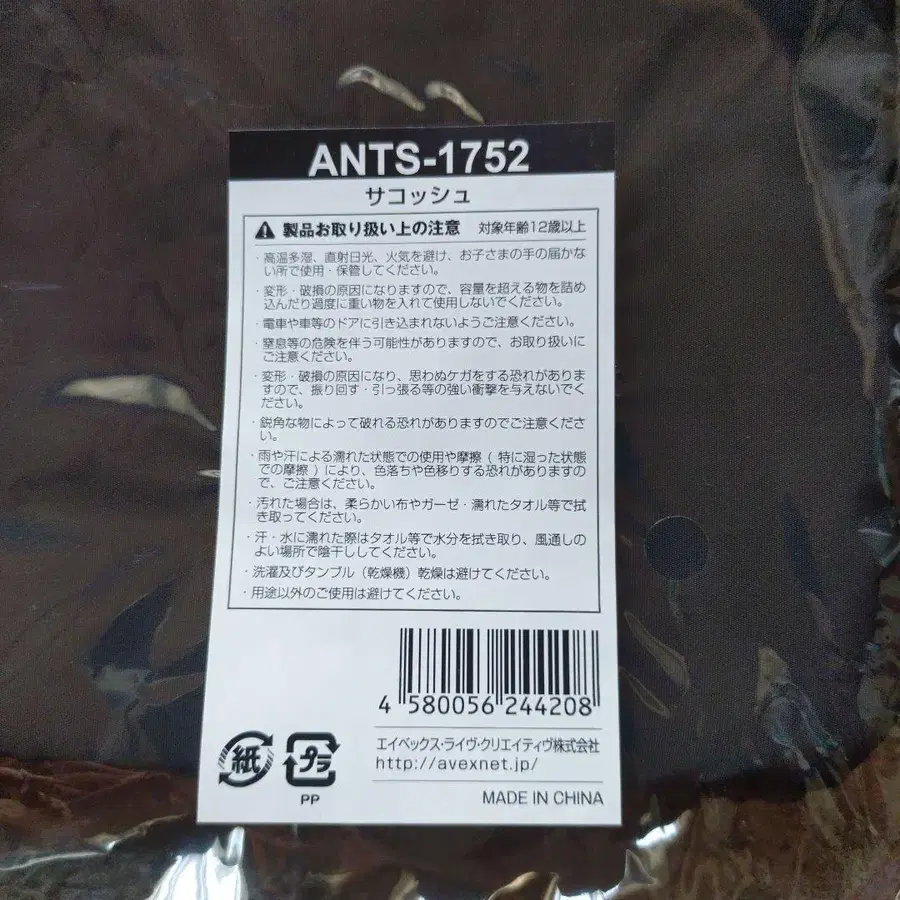 ANTS-1752
サコッシュ
製品お取り扱い上の注意 対象年齢12歳以上
・高温多湿、直射日光、火気を避け、お子さまの手の届かな
い所で使用・保管してください。
・変形・破損の原因になりますので、容量を超える物を詰め
込んだり過度に重い物を入れて使用しないでください。
・電車や車等のドアに引き込まれないようご注意ください。
・窒息等の危険を伴う可能性がありますので、お取り扱いに
ご注意ください。
・変形・破損の原因になり、思わぬケガをする恐れがありま
すので、振り回す・引っ張る等の強い衝撃を与えないでく
ださい。
・鋭角な物によって破れる恐れがありますのでご注意くださ
い。
・雨や汗による濡れた状態での使用や摩擦（特に湿った状態
での摩擦）により、色落ちや色移りする恐れがありますの
で、ご注意ください。
・汚れた場合は、柔らかい布やガーゼ・濡れたタオル等で拭
き取ってください。
・汗・水に濡れた際はタオル等で水分を拭き取り、風通しの
よい場所で陰干ししてください。
・洗濯及びタンブル（乾燥機）乾燥は避けてください。
・用途以外のご使用は避けてください。
4 580056 244208
紙 プラ
PP
エイベックス・ライヴ・クリエイティヴ株式会社
http://avexnet.jp/
MADE IN CHINA